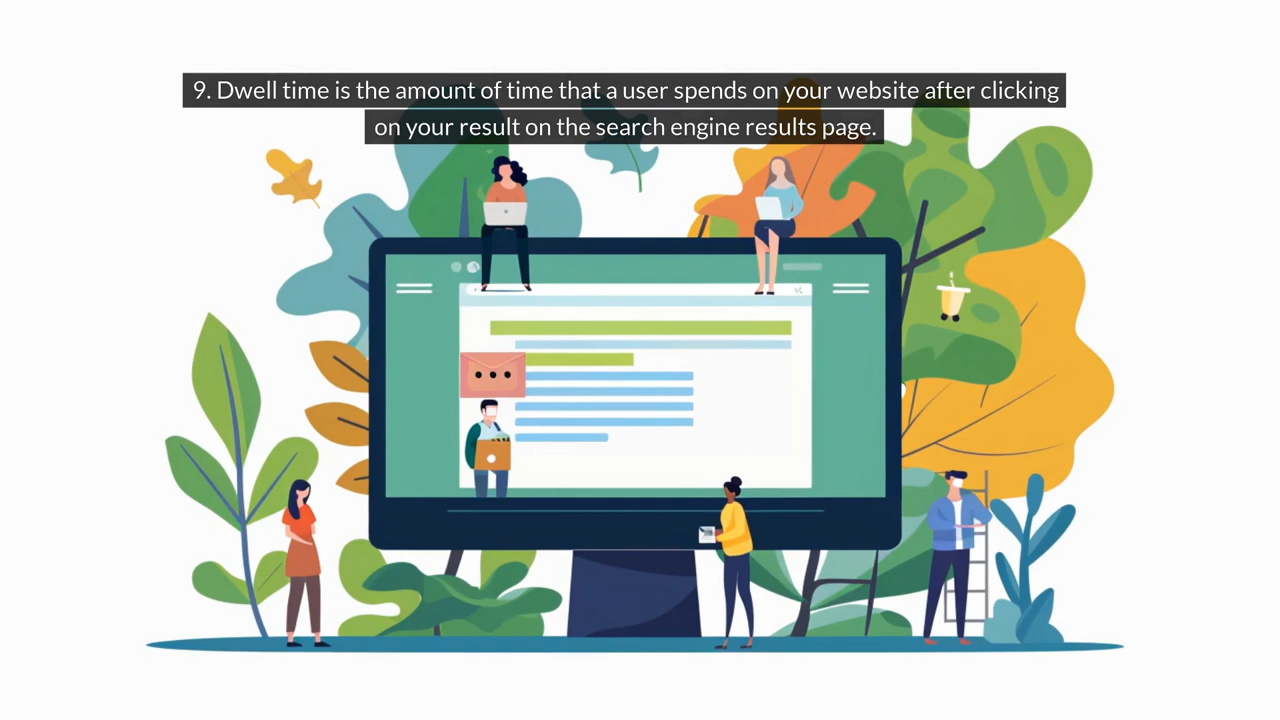 9. Dwell time is the amount of time that a user spends on your website after clicking
on your result on the search engine results page.